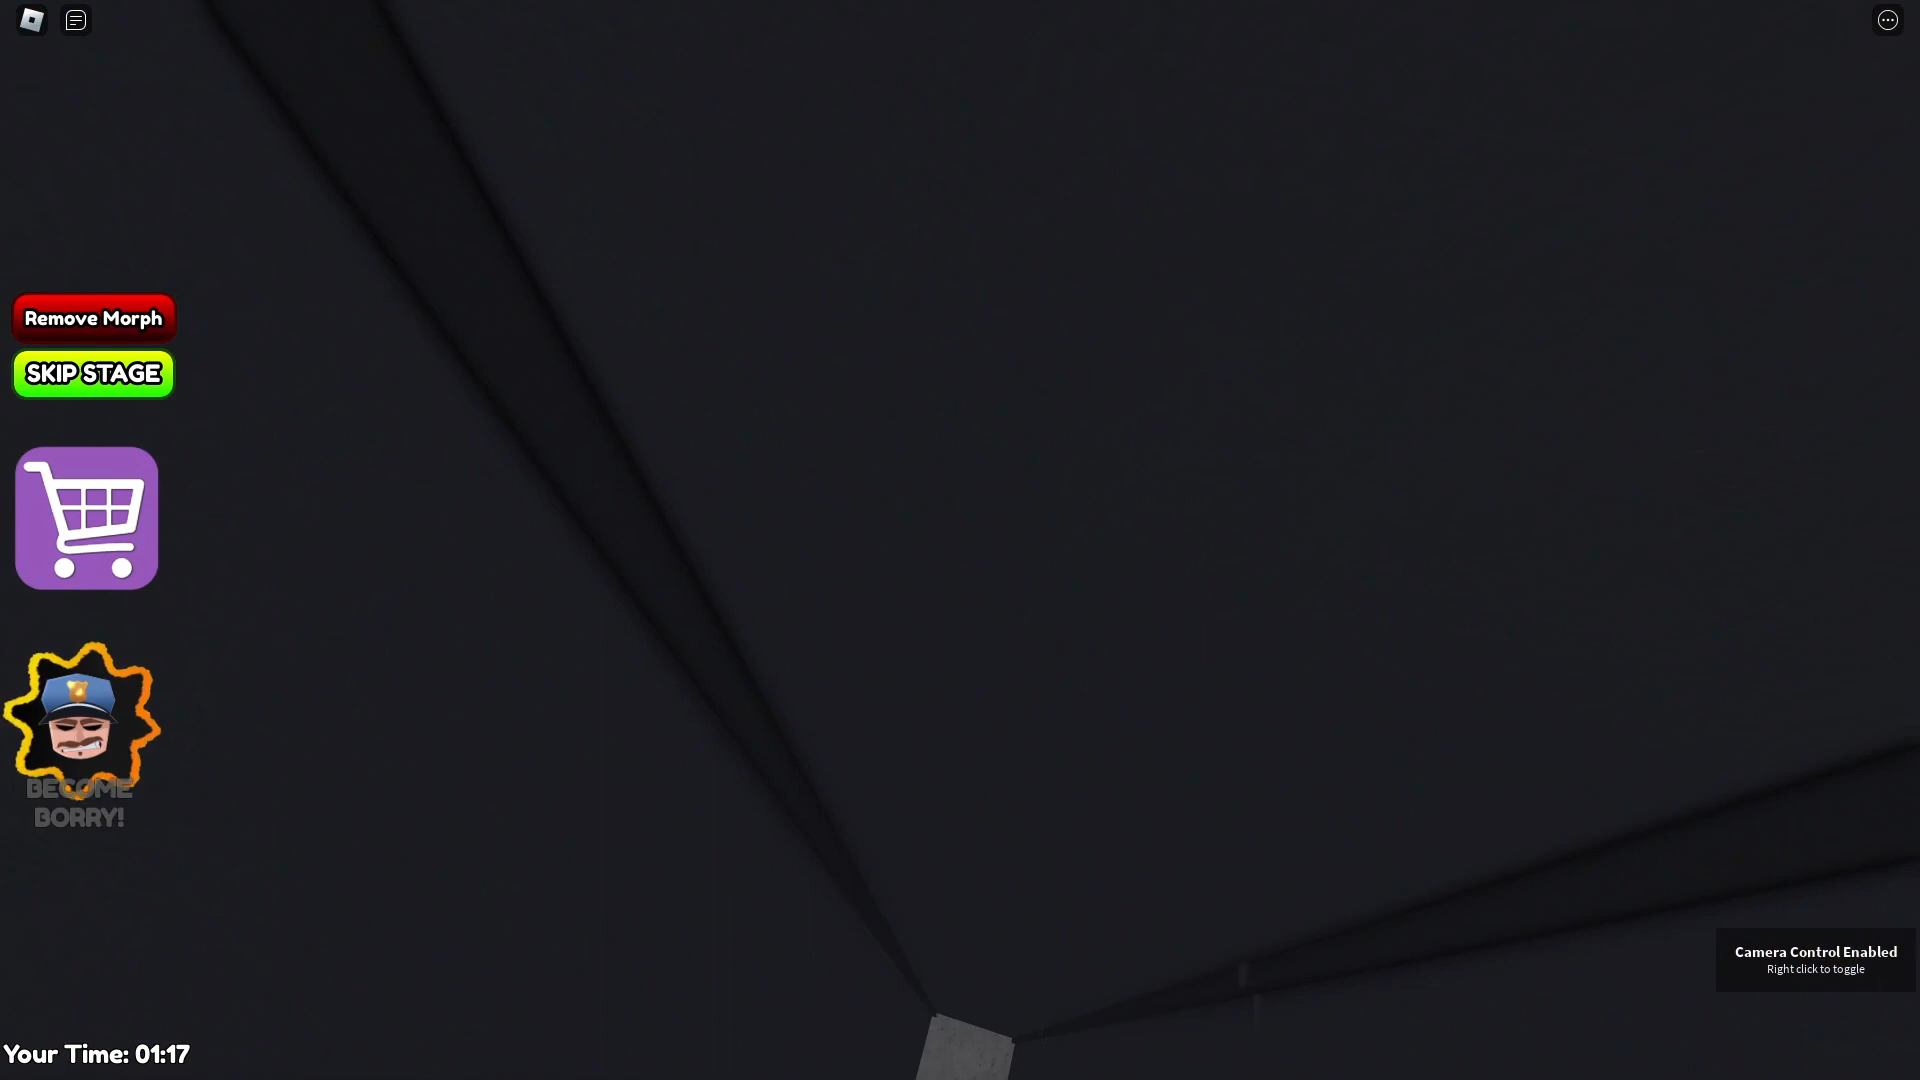 Remove Morph
SKIP STAGE
BECOME
BORRY!
Camera Control Enabled
Right click to toggle
Your Time: 01:17